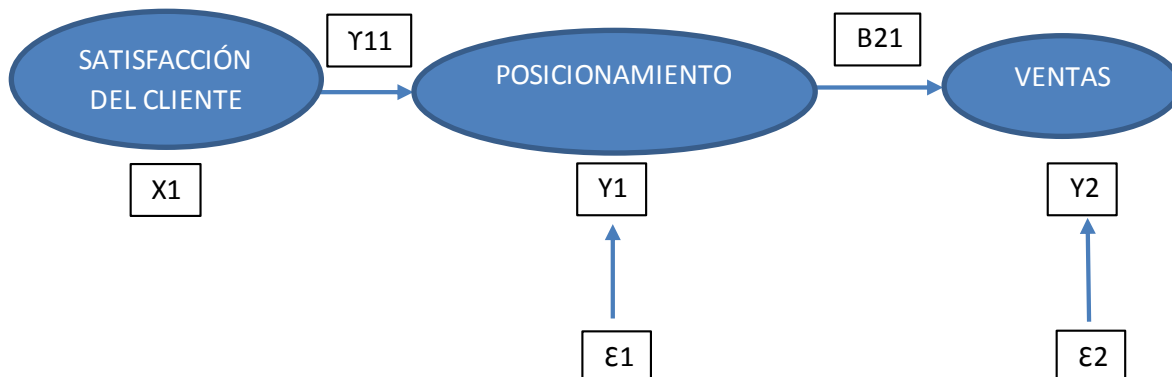 SATISFACCIÓN
DEL CLIENTE
ϒ11
POSICIONAMIENTO
B21
VENTAS
X1
Y1
Y2
Ɛ1
Ɛ2